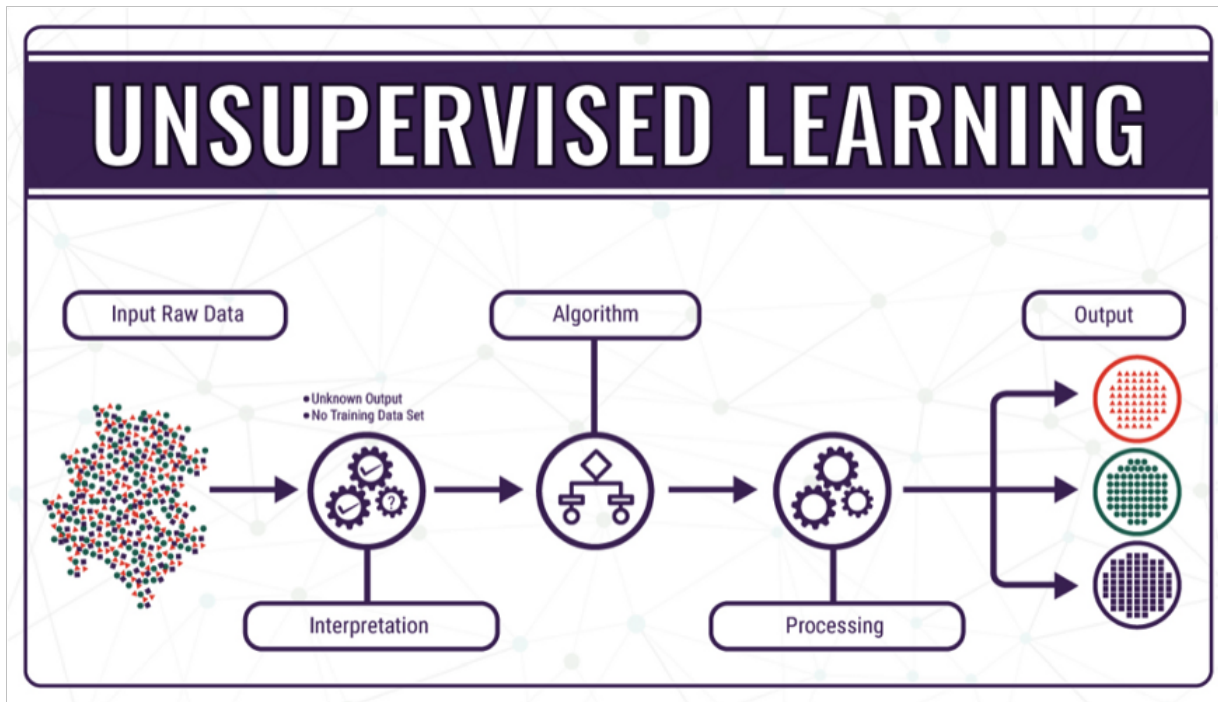 UNSUPERVISED LEARNING
Input Raw Data
Algorithm
Output
●Unknown Output
●No Training Data Set
?
Interpretation
Processing